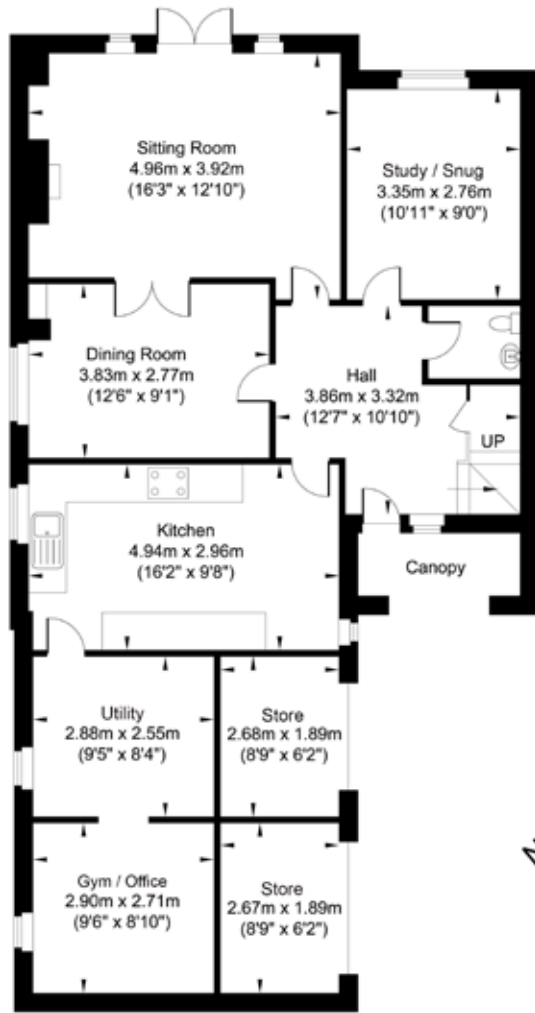 Sitting Room
4.96m x 3.92m
(16'3" x 12'10")
Study / Snug
3.35m x 2.76m
(10'11" x 9'0")
Dining Room
3.83m x 2.77m
(12'6" x 9'1")
Hall
3.86m x 3.32m
(12'7" x 10'10")
UP
Kitchen
4.94m x 2.96m
(16'2" x 9'8")
Canopy
Utility
2.88m x 2.55m
(9'5" x 8'4")
Store
2.68m x 1.89m
(8'9" x 6'2")
Gym / Office
2.90m x 2.71m
(9'6" x 8'10")
Store
2.67m x 1.89m
(8'9" x 6'2")